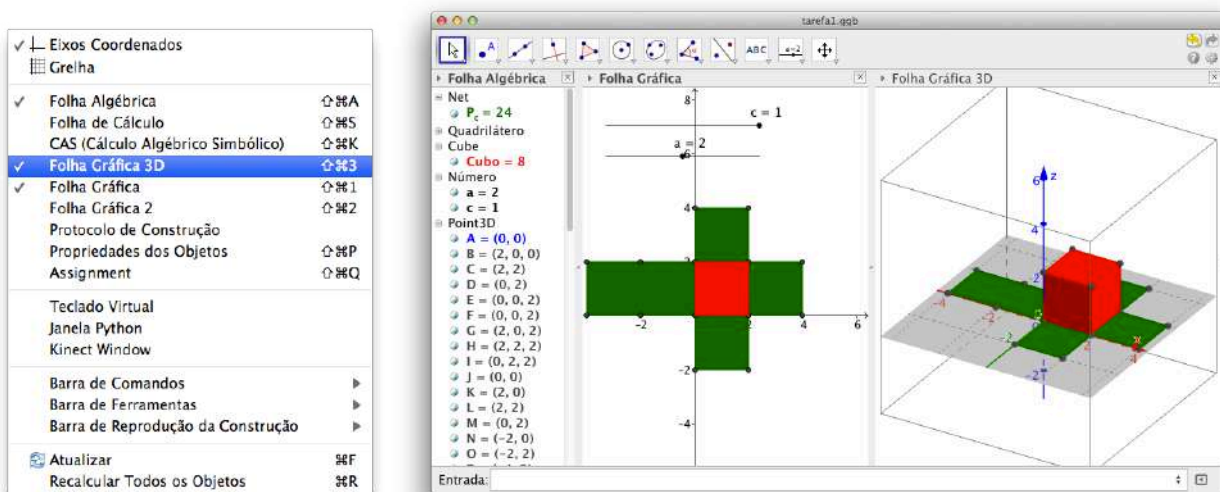 Eixos Coordenados
Grelha
Folha Algébrica ⇧⌘A
Folha de Cálculo ⇧⌘S
CAS (Cálculo Algébrico Simbólico) ⇧⌘K
Folha Gráfica 3D ⇧⌘3
Folha Gráfica ⇧⌘1
Folha Gráfica 2 ⇧⌘2
Protocolo de Construção
Propriedades dos Objetos ⇧⌘P
Assignment ⇧⌘Q
Teclado Virtual
Janela Python
Kinect Window
Barra de Comandos
Barra de Ferramentas
Barra de Reprodução da Construção
Atualizar ⌘F
Recalcular Todos os Objetos ⌘R
tarefa1.ggb
A
ABC
a=2
Folha Algébrica
Net
P_c = 24
Quadrilátero
Cube
Cubo = 8
Número
a = 2
c = 1
Point3D
A = (0, 0)
B = (2, 0, 0)
C = (2, 2)
D = (0, 2)
E = (0, 0, 2)
F = (0, 0, 2)
G = (2, 0, 2)
H = (2, 2, 2)
I = (0, 2, 2)
J = (0, 0)
K = (2, 0)
L = (2, 2)
M = (0, 2)
N = (-2, 0)
O = (-2, 2)
Folha Gráfica
8
c = 1
a = 2
6
4
2
-2
0
2
4
6
-2
-4
Folha Gráfica 3D
6
z
4
2
-4
-2
0
2
2
x
4
-2
Entrada: